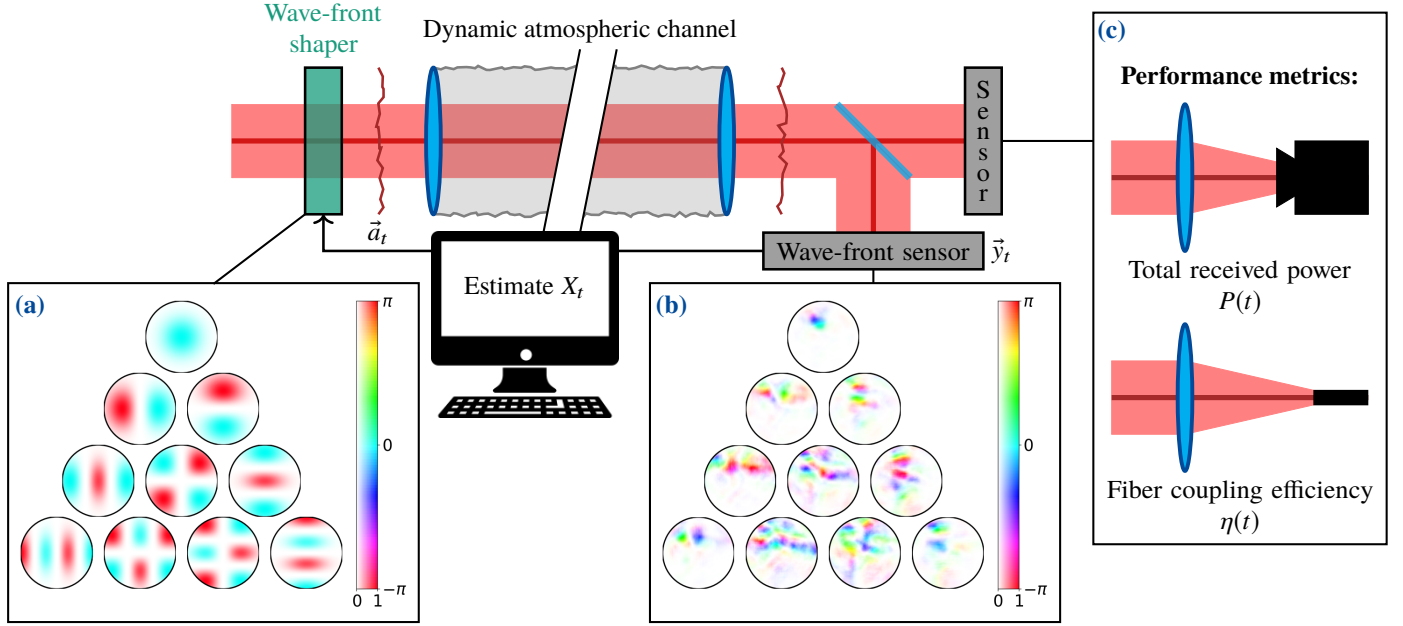 Wave-front
shaper
Dynamic atmospheric channel
Sensor
(c)
Performance metrics:
Total received power
P(t)
Fiber coupling efficiency
η(t)
a⃗ₜ
Wave-front sensor
y⃗ₜ
Estimate Xₜ
(a)
π
0
−π
0 1
(b)
π
0
−π
0 1